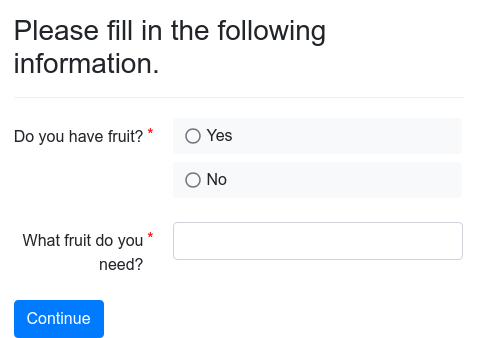 Please fill in the following
information.
Do you have fruit? *
Yes
No
What fruit do you *
need?
Continue